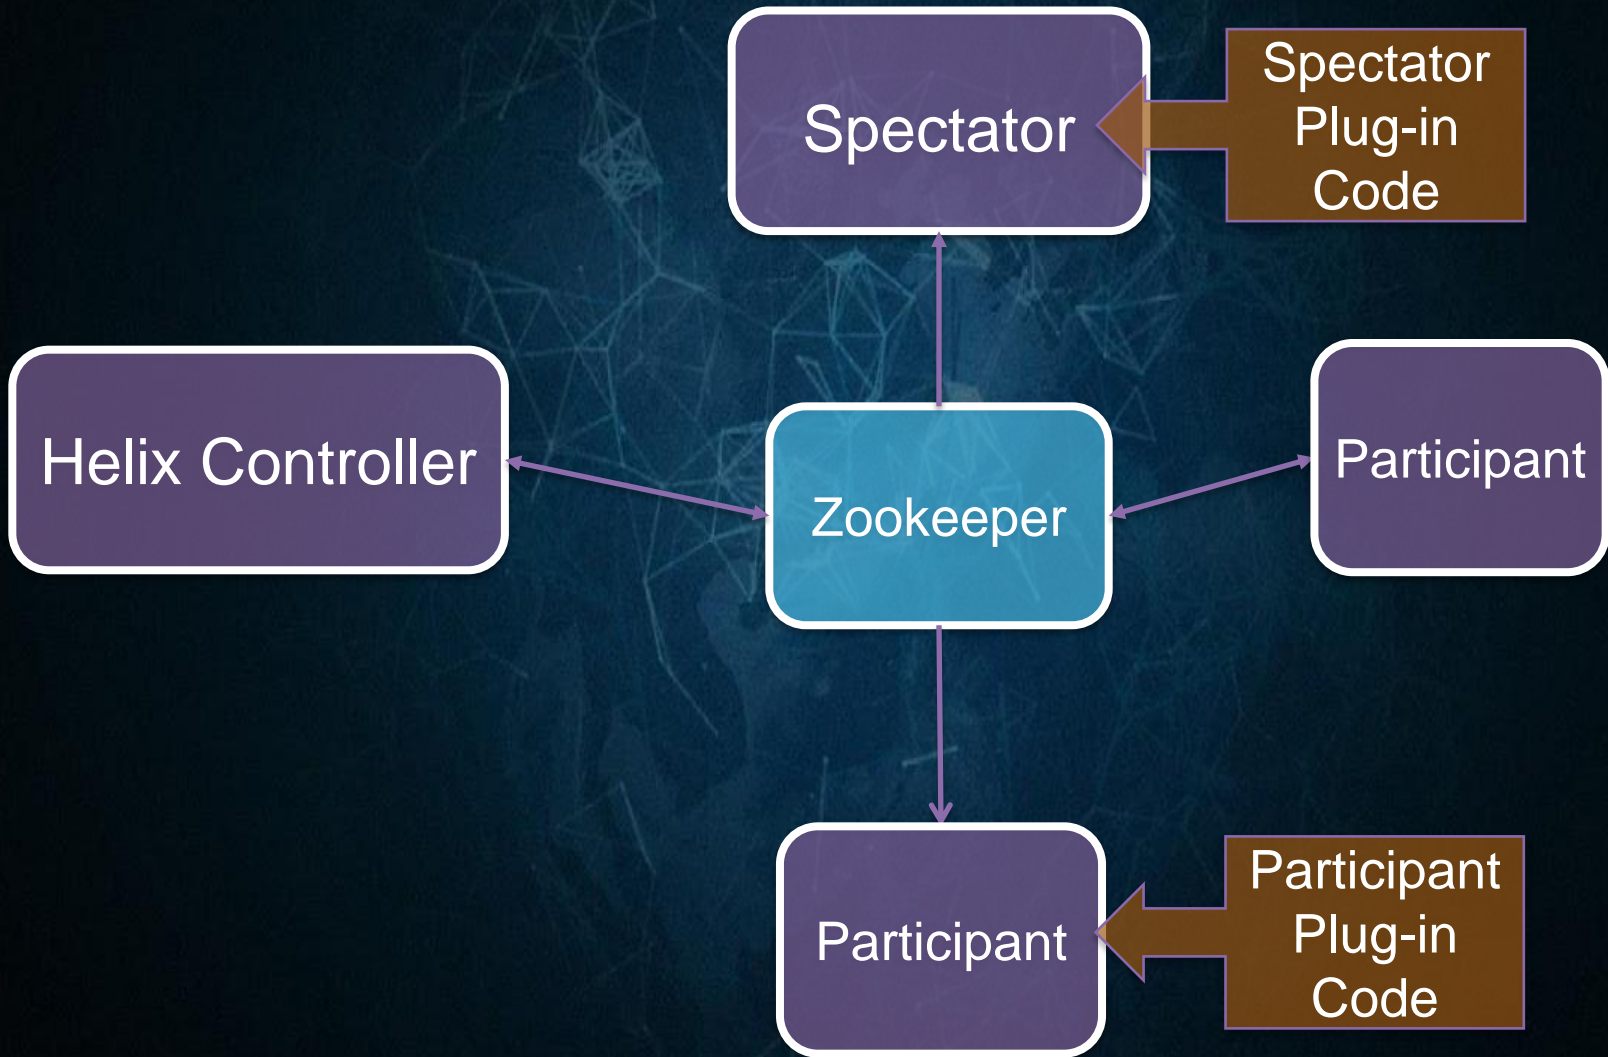 Spectator
Spectator
Plug-in
Code
Helix Controller
Zookeeper
Participant
Participant
Participant
Plug-in
Code